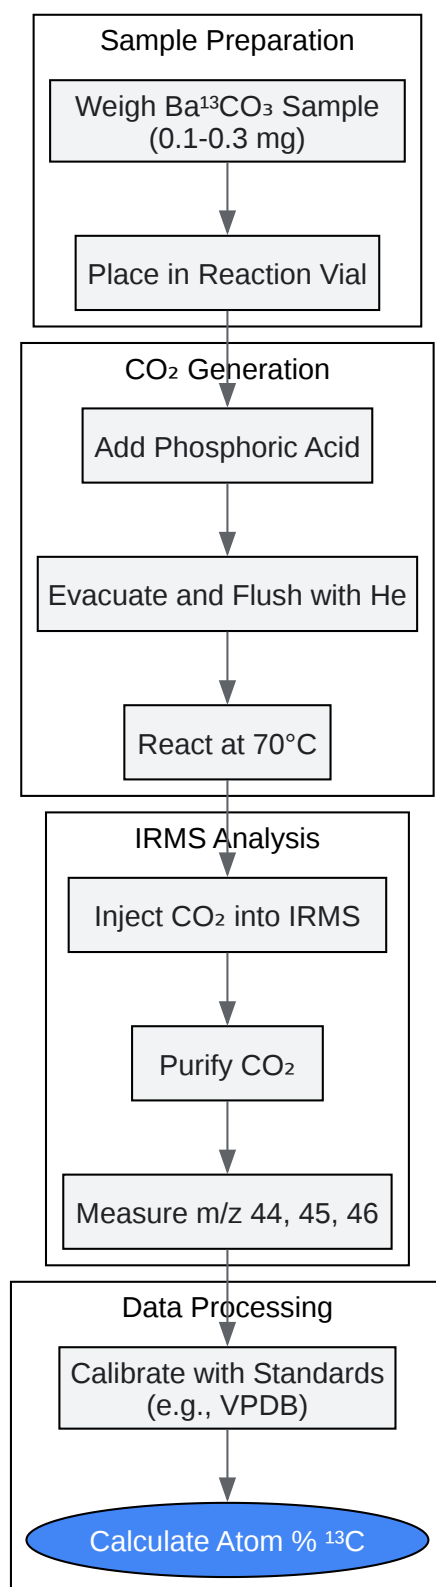 Sample Preparation
Weigh Ba¹³CO₃ Sample
(0.1-0.3 mg)
Place in Reaction Vial
CO₂ Generation
Add Phosphoric Acid
Evacuate and Flush with He
React at 70°C
IRMS Analysis
Inject CO₂ into IRMS
Purify CO₂
Measure m/z 44, 45, 46
Data Processing
Calibrate with Standards
(e.g., VPDB)
Calculate Atom % ¹³C